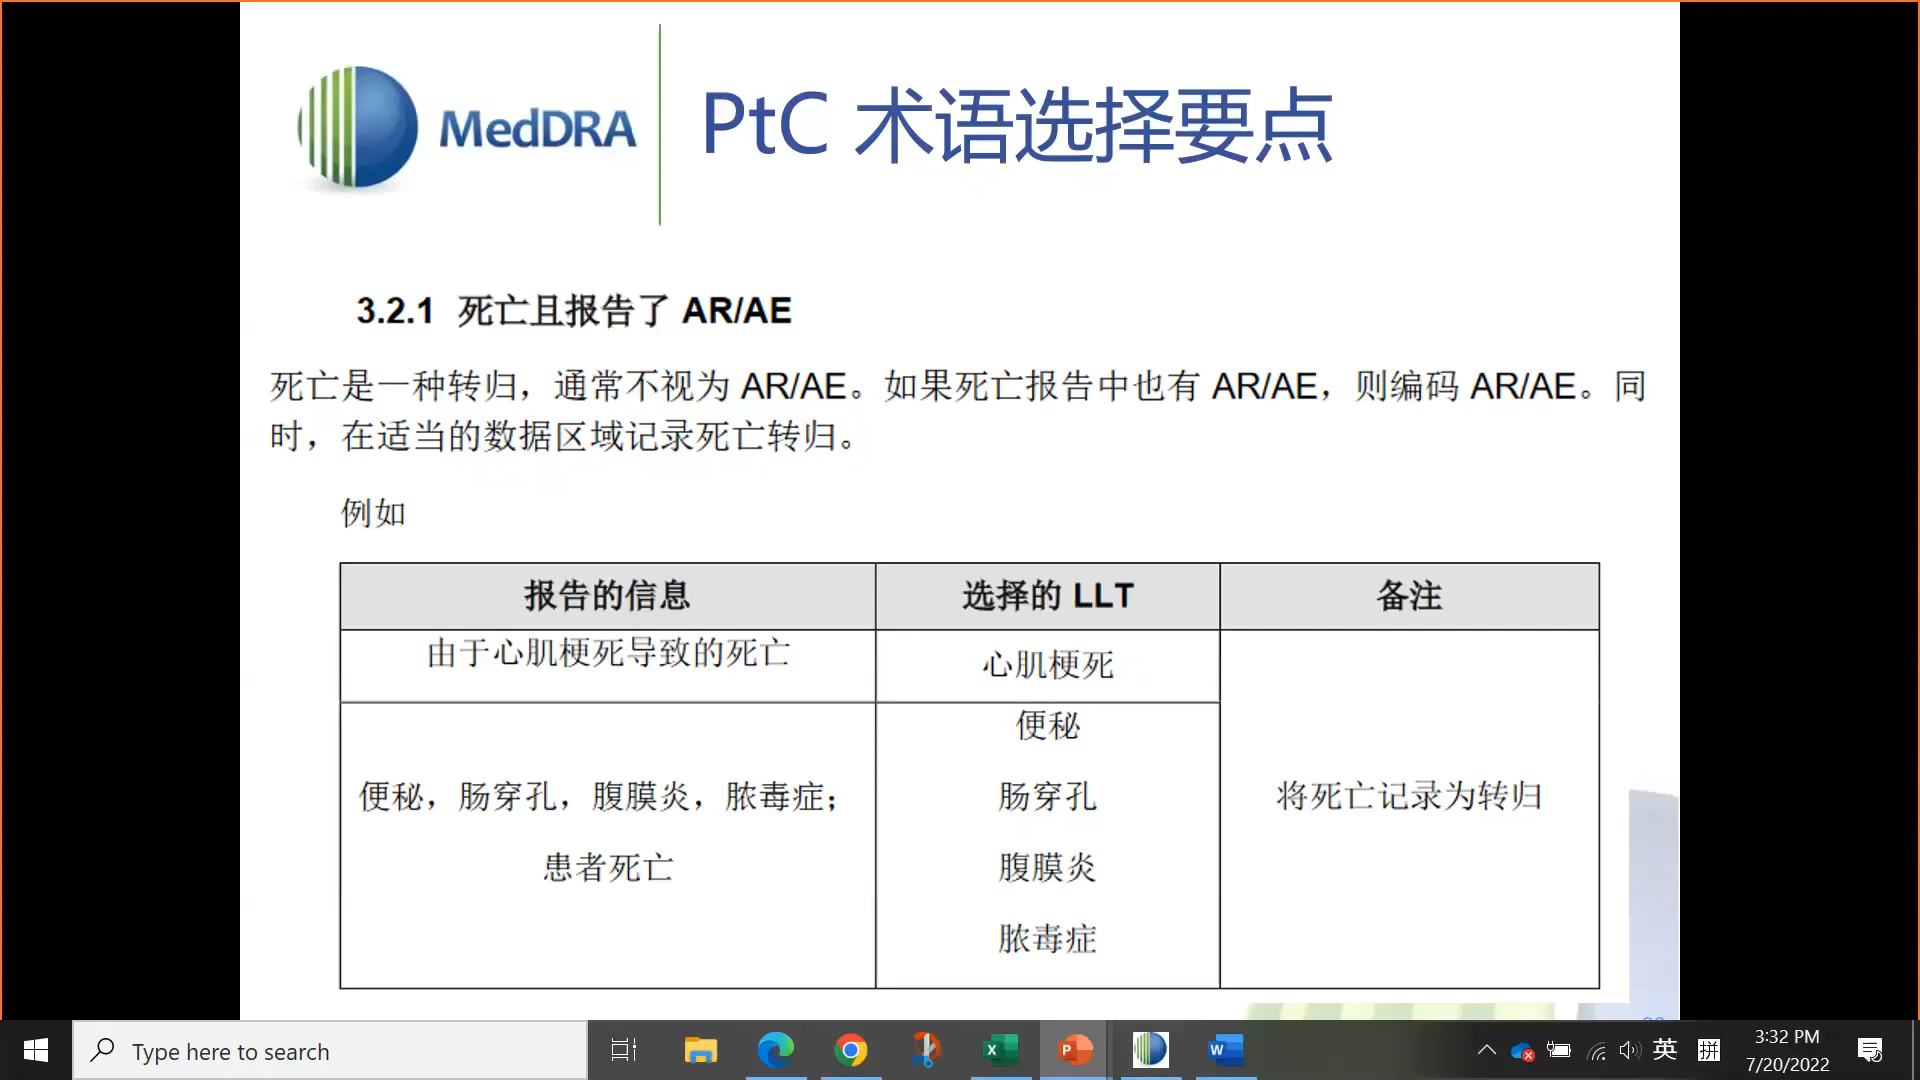 MedDRA
PtC 术语选择要点
3.2.1 死亡且报告了 AR/AE
死亡是一种转归，通常不视为 AR/AE。如果死亡报告中也有 AR/AE，则编码 AR/AE。同
时，在适当的数据区域记录死亡转归。
例如
报告的信息
选择的 LLT
备注
由于心肌梗死导致的死亡
心肌梗死
便秘，肠穿孔，腹膜炎，脓毒症；
患者死亡
便秘
肠穿孔
腹膜炎
脓毒症
将死亡记录为转归
Type here to search
英
拼
3:32 PM
7/20/2022